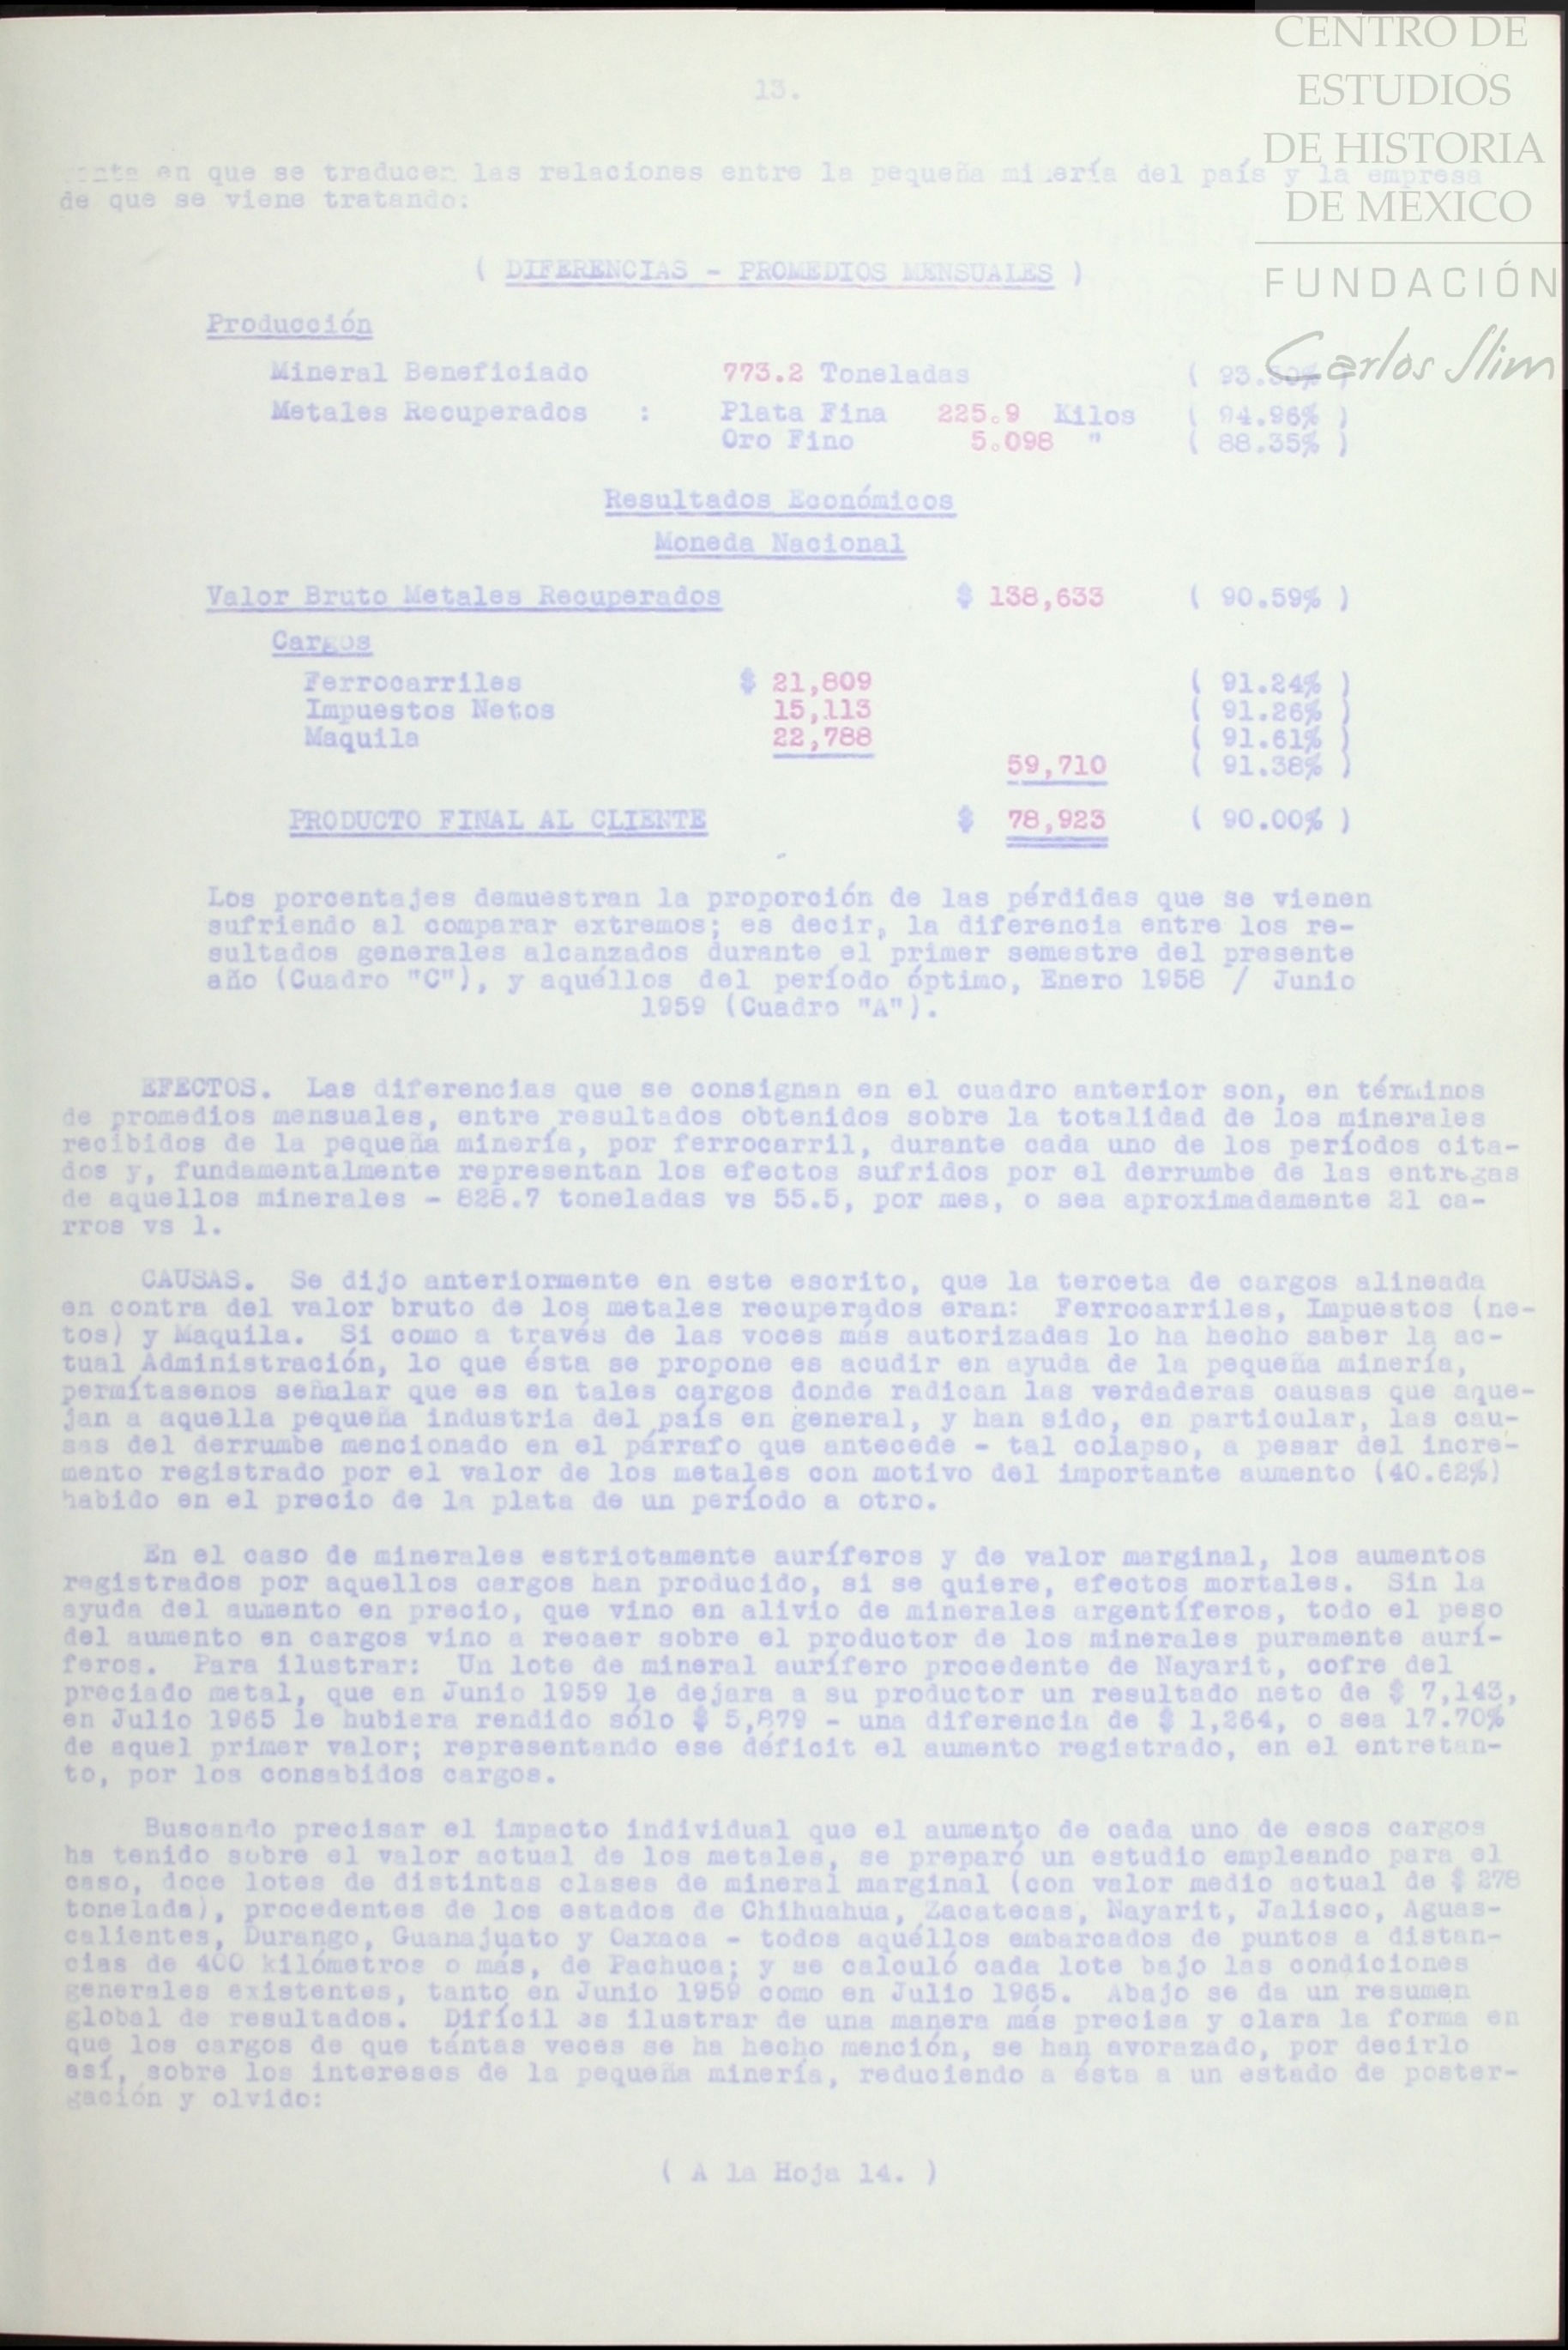 CENTRO DE
ESTUDIOS
DE HISTORIA
DE MÉXICO
FUNDACIÓN
Carlos Slim
13.
en que se traducen las relaciones entre la pequeña minería del país y la empresa
de que se viene tratando:
( DIFERENCIAS - PROMEDIOS MENSUALES )
Producción
Mineral Beneficiado 773.2 Toneladas ( 93.30% )
Metales Recuperados : Plata Fina 225.9 Kilos ( 94.96% )
Oro Fino 5.098 " ( 88.35% )
Resultados Económicos
Moneda Nacional
Valor Bruto Metales Recuperados $ 138,633 ( 90.59% )
Cargos
Ferrocarriles $ 21,809 ( 91.24% )
Impuestos Netos 15,113 ( 91.26% )
Maquila 22,788 ( 91.61% )
59,710 ( 91.38% )
PRODUCTO FINAL AL CLIENTE $ 78,923 ( 90.00% )
Los porcentajes demuestran la proporción de las pérdidas que se vienen
sufriendo al comparar extremos; es decir, la diferencia entre los re-
sultados generales alcanzados durante el primer semestre del presente
año (Cuadro "C"), y aquéllos del período óptimo, Enero 1958 / Junio
1959 (Cuadro "A").
EFECTOS. Las diferencias que se consignan en el cuadro anterior son, en términos
de promedios mensuales, entre resultados obtenidos sobre la totalidad de los minerales
recibidos de la pequeña minería, por ferrocarril, durante cada uno de los períodos cita-
dos y, fundamentalmente representan los efectos sufridos por el derrumbe de las entregas
de aquellos minerales - 828.7 toneladas vs 55.5, por mes, o sea aproximadamente 21 ca-
rros vs 1.
CAUSAS. Se dijo anteriormente en este escrito, que la terceta de cargos alineada
en contra del valor bruto de los metales recuperados eran: Ferrocarriles, Impuestos (ne-
tos) y Maquila. Si como a través de las voces más autorizadas lo ha hecho saber la ac-
tual Administración, lo que ésta se propone es acudir en ayuda de la pequeña minería,
permítasenos señalar que es en tales cargos donde radican las verdaderas causas que aque-
jan a aquella pequeña industria del país en general, y han sido, en particular, las cau-
sas del derrumbe mencionado en el párrafo que antecede - tal colapso, a pesar del incre-
mento registrado por el valor de los metales con motivo del importante aumento (40.62%)
habido en el precio de la plata de un período a otro.
En el caso de minerales estrictamente auríferos y de valor marginal, los aumentos
registrados por aquellos cargos han producido, si se quiere, efectos mortales. Sin la
ayuda del aumento en precio, que vino en alivio de minerales argentíferos, todo el peso
del aumento en cargos vino a recaer sobre el productor de los minerales puramente aurí-
feros. Para ilustrar: Un lote de mineral aurífero procedente de Nayarit, cofre del
preciado metal, que en Junio 1959 le dejara a su productor un resultado neto de $ 7,143,
en Julio 1965 le hubiera rendido sólo $ 5,879 - una diferencia de $ 1,264, o sea 17.70%
de aquel primer valor; representando ese déficit el aumento registrado, en el entretan-
to, por los consabidos cargos.
Buscando precisar el impacto individual que el aumento de cada uno de esos cargos
ha tenido sobre el valor actual de los metales, se preparó un estudio empleando para el
caso, doce lotes de distintas clases de mineral marginal (con valor medio actual de $ 278
tonelada), procedentes de los estados de Chihuahua, Zacatecas, Nayarit, Jalisco, Aguas-
calientes, Durango, Guanajuato y Oaxaca - todos aquéllos embarcados de puntos a distan-
cias de 400 kilómetros o más, de Pachuca; y se calculó cada lote bajo las condiciones
generales existentes, tanto en Junio 1959 como en Julio 1965. Abajo se da un resumen
global de resultados. Difícil es ilustrar de una manera más precisa y clara la forma en
que los cargos de que tántas veces se ha hecho mención, se han avorazado, por decirlo
así, sobre los intereses de la pequeña minería, reduciendo a ésta a un estado de poster-
gación y olvido:
( A la Hoja 14. )